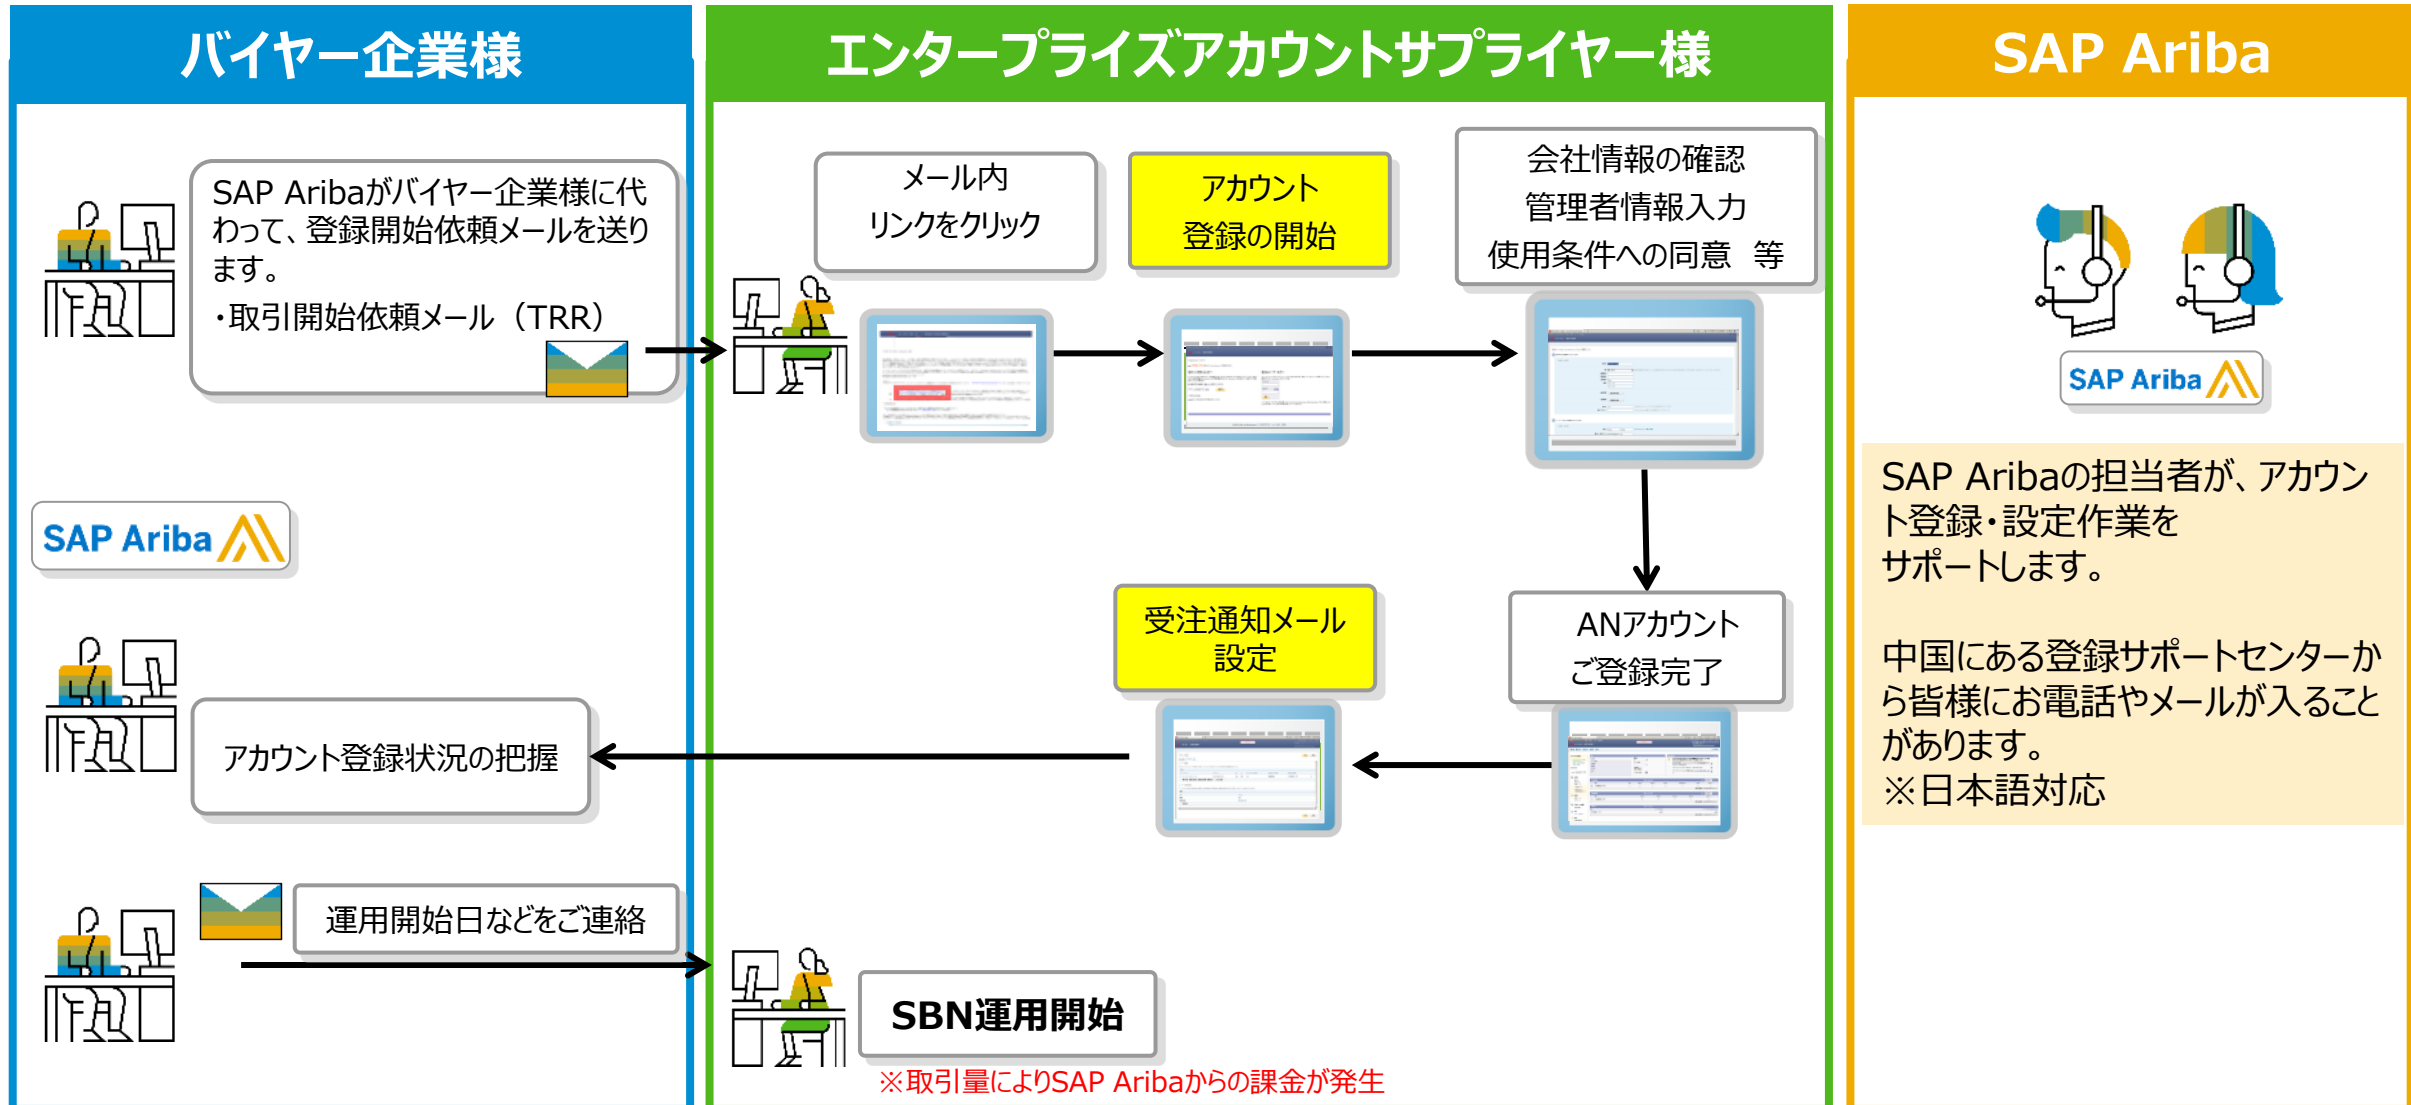 バイヤー企業様
エンタープライズアカウントサプライヤー様
SAP Ariba
SAP Aribaがバイヤー企業様に代
わって、登録開始依頼メールを送り
ます。
・取引開始依頼メール（TRR）
メール内
リンクをクリック
アカウント
登録の開始
会社情報の確認
管理者情報入力
使用条件への同意　等
SAP Ariba
SAP Aribaの担当者が、アカウン
ト登録・設定作業を
サポートします。
中国にある登録サポートセンターか
ら皆様にお電話やメールが入ること
があります。
※日本語対応
SAP Ariba
受注通知メール
設定
ANアカウント
ご登録完了
アカウント登録状況の把握
運用開始日などをご連絡
SBN運用開始
※取引量によりSAP Aribaからの課金が発生